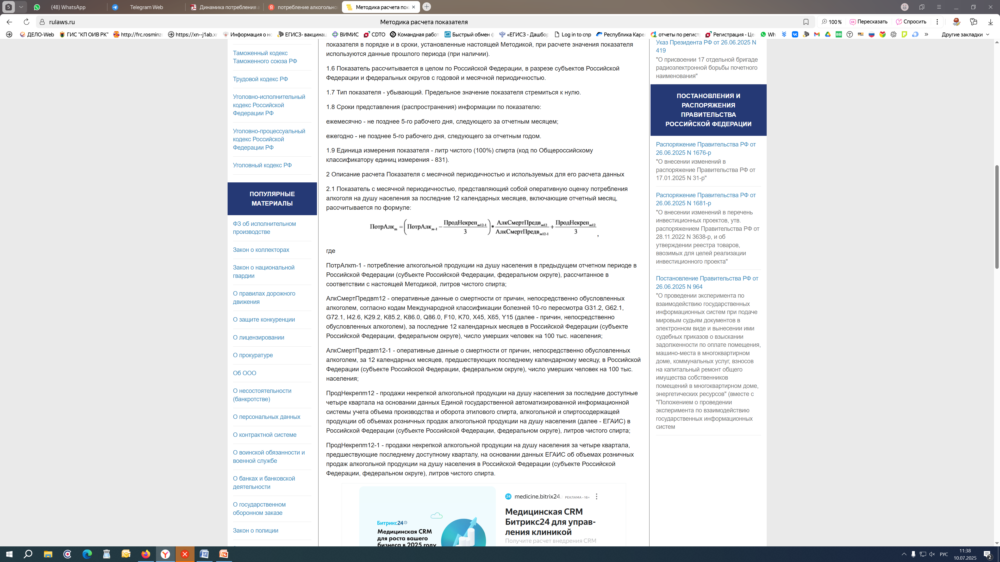 5
(48) WhatsApp
Telegram Web
Динамика потребления а
потребление алкогольно
Методика расчета пок
rulaws.ru
Методика расчета показателя
100 %
Пересказать
Спросить
ДЕЛО-Web
ГИС "КП ОИВ РК"
http://frc.rosminz
https://xn--j1ab.x
Информация о но
ЕГИСЗ- вакцинац
ВИМИС
CDTO
Командная работ
Быстрый обмен ф
«ЕГИСЗ - Дашбор
Log in to cnp
Республика Каре
отчеты по регистр
Регистрация - Це
Wh
Другие закладки
Таможенный кодекс
Таможенного союза РФ
Трудовой кодекс РФ
Уголовно-исполнительный
кодекс Российской
Федерации РФ
Уголовно-процессуальный
кодекс Российской
Федерации РФ
Уголовный кодекс РФ
ПОПУЛЯРНЫЕ
МАТЕРИАЛЫ
ФЗ об исполнительном
производстве
Закон о коллекторах
Закон о национальной
гвардии
О правилах дорожного
движения
О защите конкуренции
О лицензировании
О прокуратуре
Об ООО
О несостоятельности
(банкротстве)
О персональных данных
О контрактной системе
О воинской обязанности и
военной службе
О банках и банковской
деятельности
О государственном
оборонном заказе
Закон о полиции
показателя в порядке и в сроки, установленные настоящей Методикой, при расчете значения показателя
используются данные прошлого периода (при наличии).
1.6 Показатель рассчитывается в целом по Российской Федерации, в разрезе субъектов Российской
Федерации и федеральных округов с годовой и месячной периодичностью.
1.7 Тип показателя - убывающий. Предельное значение показателя стремиться к нулю.
1.8 Сроки представления (распространения) информации по показателю:
ежемесячно - не позднее 5-го рабочего дня, следующего за отчетным месяцем;
ежегодно - не позднее 5-го рабочего дня, следующего за отчетным годом.
1.9 Единица измерения показателя - литр чистого (100%) спирта (код по Общероссийскому
классификатору единиц измерения - 831).
2 Описание расчета Показателя с месячной периодичностью и используемых для его расчета данных
2.1 Показатель с месячной периодичностью, представляющий собой оперативную оценку потребления
алкоголя на душу населения за последние 12 календарных месяцев, включающие отчетный месяц,
рассчитывается по формуле:
ПотрАлкm = (ПотрАлкm-1 − ПродНекрепm12-1 / 3) * АлкСмертПредвm12 / АлкСмертПредвm12-1 + ПродНекрепm12 / 3 ,
где
ПотрАлкm-1 - потребление алкогольной продукции на душу населения в предыдущем отчетном периоде в
Российской Федерации (субъекте Российской Федерации, федеральном округе), рассчитанное в
соответствии с настоящей Методикой, литров чистого спирта;
АлкСмертПредвm12 - оперативные данные о смертности от причин, непосредственно обусловленных
алкоголем, согласно кодам Международной классификации болезней 10-го пересмотра G31.2, G62.1,
G72.1, I42.6, K29.2, K85.2, K86.0, Q86.0, F10, K70, X45, X65, Y15 (далее - причин, непосредственно
обусловленных алкоголем), за последние 12 календарных месяцев в Российской Федерации (субъекте
Российской Федерации, федеральном округе), число умерших человек на 100 тыс. населения;
АлкСмертПредвm12-1 - оперативные данные о смертности от причин, непосредственно обусловленных
алкоголем, за 12 календарных месяцев, предшествующих последнему календарному месяцу, в Российской
Федерации (субъекте Российской Федерации, федеральном округе), число умерших человек на 100 тыс.
населения;
ПродНекрепm12 - продажи некрепкой алкогольной продукции на душу населения за последние доступные
четыре квартала на основании данных Единой государственной автоматизированной информационной
системы учета объема производства и оборота этилового спирта, алкогольной и спиртосодержащей
продукции об объемах розничных продаж алкогольной продукции на душу населения (далее - ЕГАИС) в
Российской Федерации (субъекте Российской Федерации, федеральном округе), литров чистого спирта;
ПродНекрепm12-1 - продажи некрепкой алкогольной продукции на душу населения за четыре квартала,
предшествующие последнему доступному кварталу, на основании данных ЕГАИС об объемах розничных
продаж алкогольной продукции на душу населения в Российской Федерации (субъекте Российской
Федерации, федеральном округе), литров чистого спирта.
Битрикс24
Медицинская CRM
для роста вашего
бизнеса в 2025 году
24
medicine.bitrix24.
РЕКЛАМА • 16+
Медицинская CRM
Битрикс24 для управ-
ления клиникой
Получите расчет внедрения CRM
Указ Президента РФ от 26.06.2025 N
419
"О присвоении 17 отдельной бригаде
радиоэлектронной борьбы почетного
наименования"
ПОСТАНОВЛЕНИЯ И
РАСПОРЯЖЕНИЯ
ПРАВИТЕЛЬСТВА
РОССИЙСКОЙ ФЕДЕРАЦИИ
Распоряжение Правительства РФ от
26.06.2025 N 1676-р
"О внесении изменений в
распоряжение Правительства РФ от
17.01.2025 N 31-р"
Распоряжение Правительства РФ от
26.06.2025 N 1681-р
"О внесении изменений в перечень
инвестиционных проектов, утв.
распоряжением Правительства РФ от
28.11.2022 N 3638-р, и об
утверждении реестра товаров,
ввозимых для целей реализации
инвестиционного проекта"
Постановление Правительства РФ от
26.06.2025 N 964
"О проведении эксперимента по
взаимодействию государственных
информационных систем при подаче
мировым судьям документов в
электронном виде и вынесении ими
судебных приказов о взыскании
задолженности по оплате помещения,
машино-места в многоквартирном
доме, коммунальных услуг, взносов
на капитальный ремонт общего
имущества собственников
помещений в многоквартирном доме,
энергетических ресурсов" (вместе с
"Положением о проведении
эксперимента по взаимодействию
государственных информационных
систем
РУС
11:38
10.07.2025
2